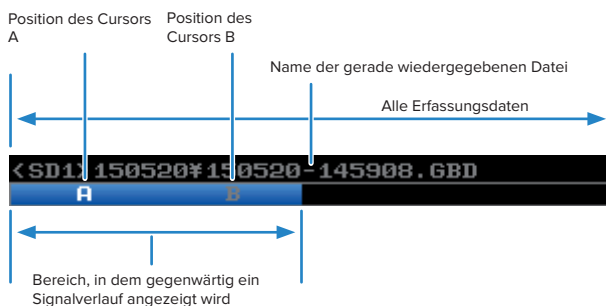 Position des Cursors
A
Position des
Cursors B
Name der gerade wiedergegebenen Datei
Alle Erfassungsdaten
<SD1>150520¥150520-145908.GBD
A
B
Bereich, in dem gegenwärtig ein
Signalverlauf angezeigt wird